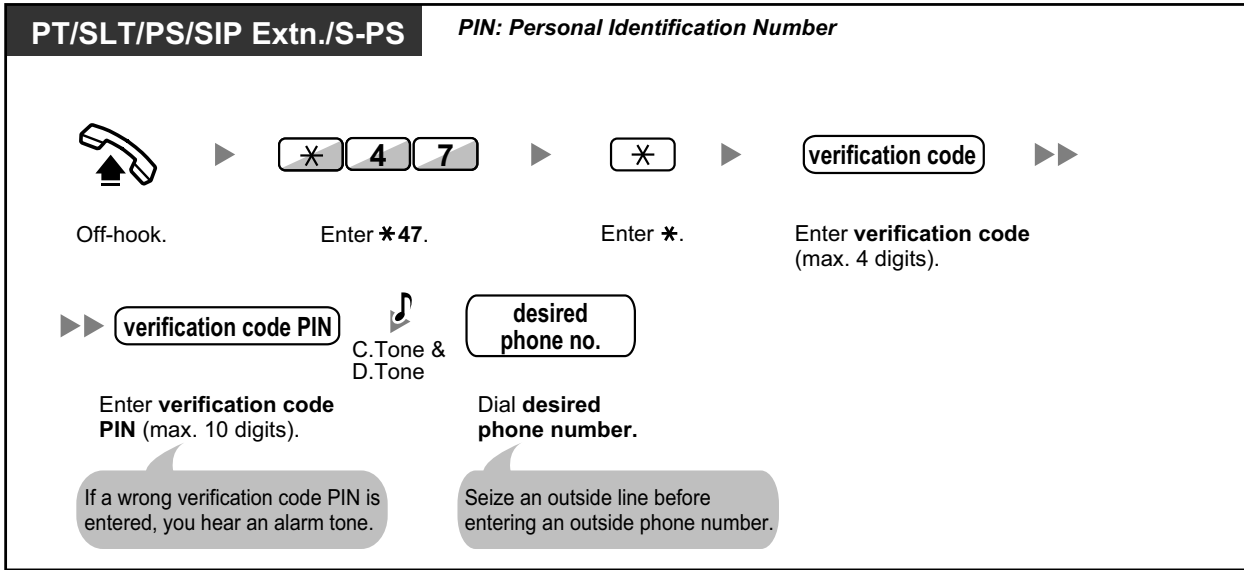 PT/SLT/PS/SIP Extn./S-PS
PIN: Personal Identification Number
* 4 7
*
verification code
Off-hook.
Enter *47.
Enter *.
Enter verification code
(max. 4 digits).
verification code PIN
C.Tone &
D.Tone
desired
phone no.
Enter verification code
PIN (max. 10 digits).
Dial desired
phone number.
If a wrong verification code PIN is
entered, you hear an alarm tone.
Seize an outside line before
entering an outside phone number.